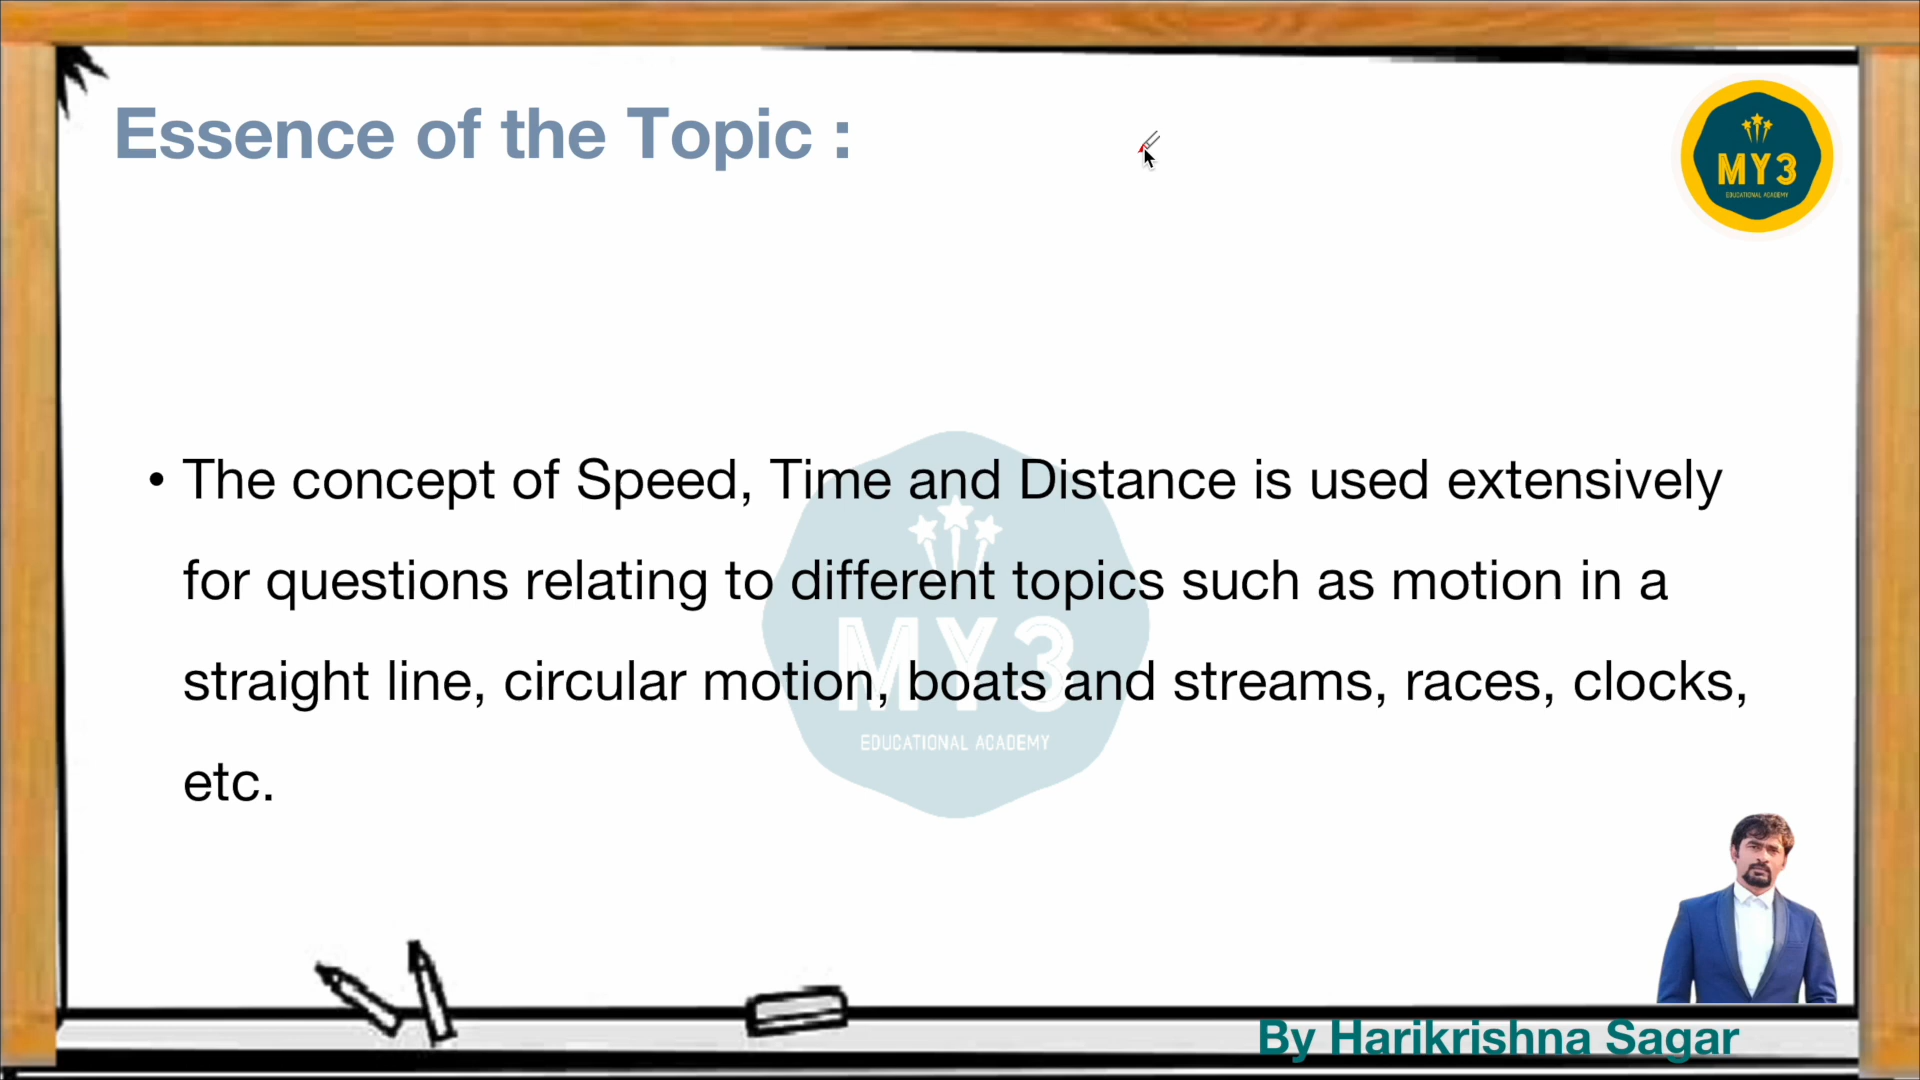 Essence of the Topic :
MY3
EDUCATIONAL ACADEMY
• The concept of Speed, Time and Distance is used extensively
for questions relating to different topics such as motion in a
straight line, circular motion, boats and streams, races, clocks,
etc.
MY3
EDUCATIONAL ACADEMY
By Harikrishna Sagar